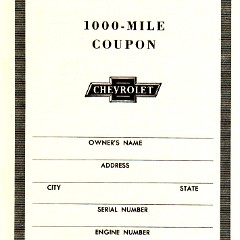 1000-MILE
COUPON
CHEVROLET
OWNER'S NAME
ADDRESS
CITY STATE
SERIAL NUMBER
ENGINE NUMBER